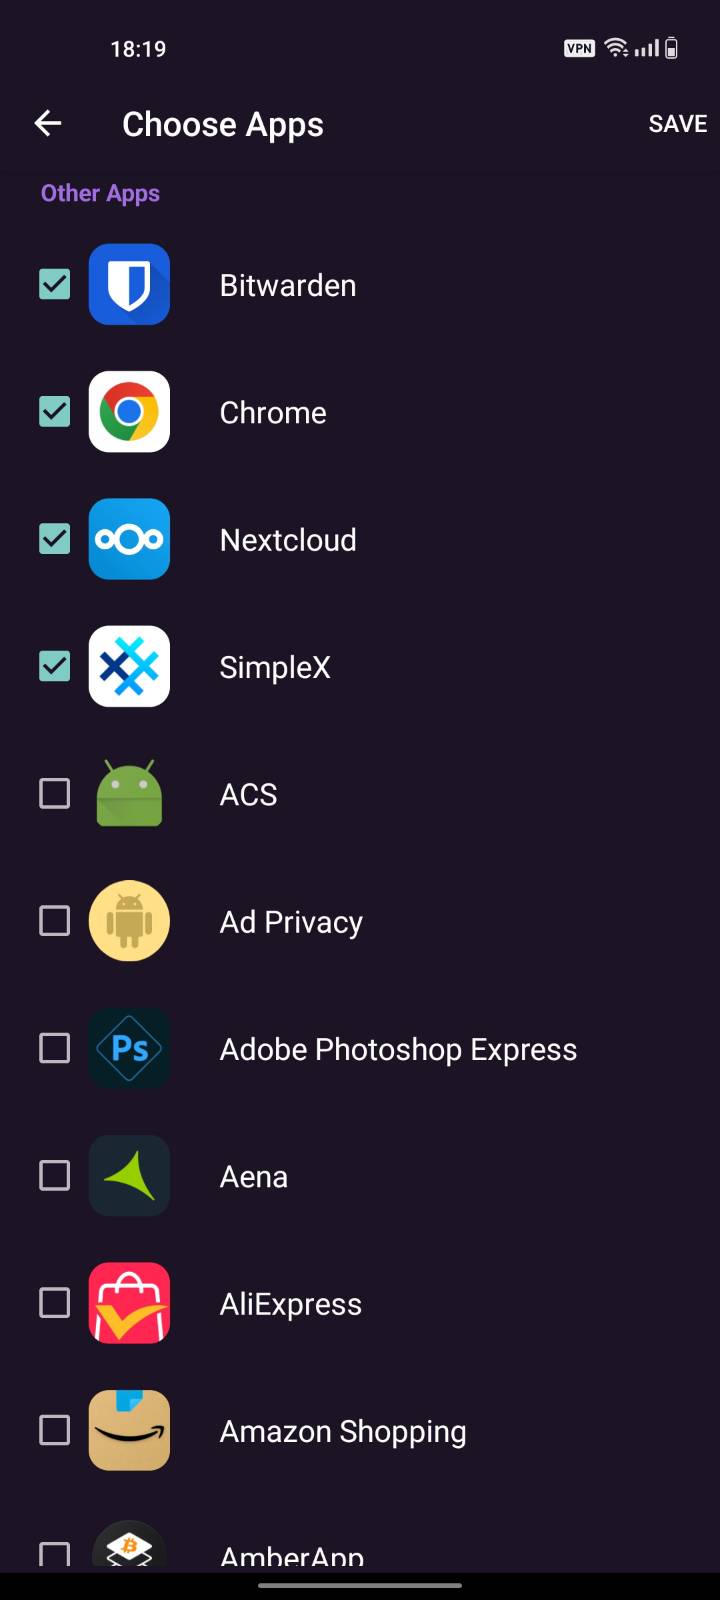 18:19
VPN
Choose Apps
SAVE
Other Apps
Bitwarden
Chrome
Nextcloud
SimpleX
ACS
Ad Privacy
Ps
Adobe Photoshop Express
Aena
AliExpress
Amazon Shopping
AmberApp